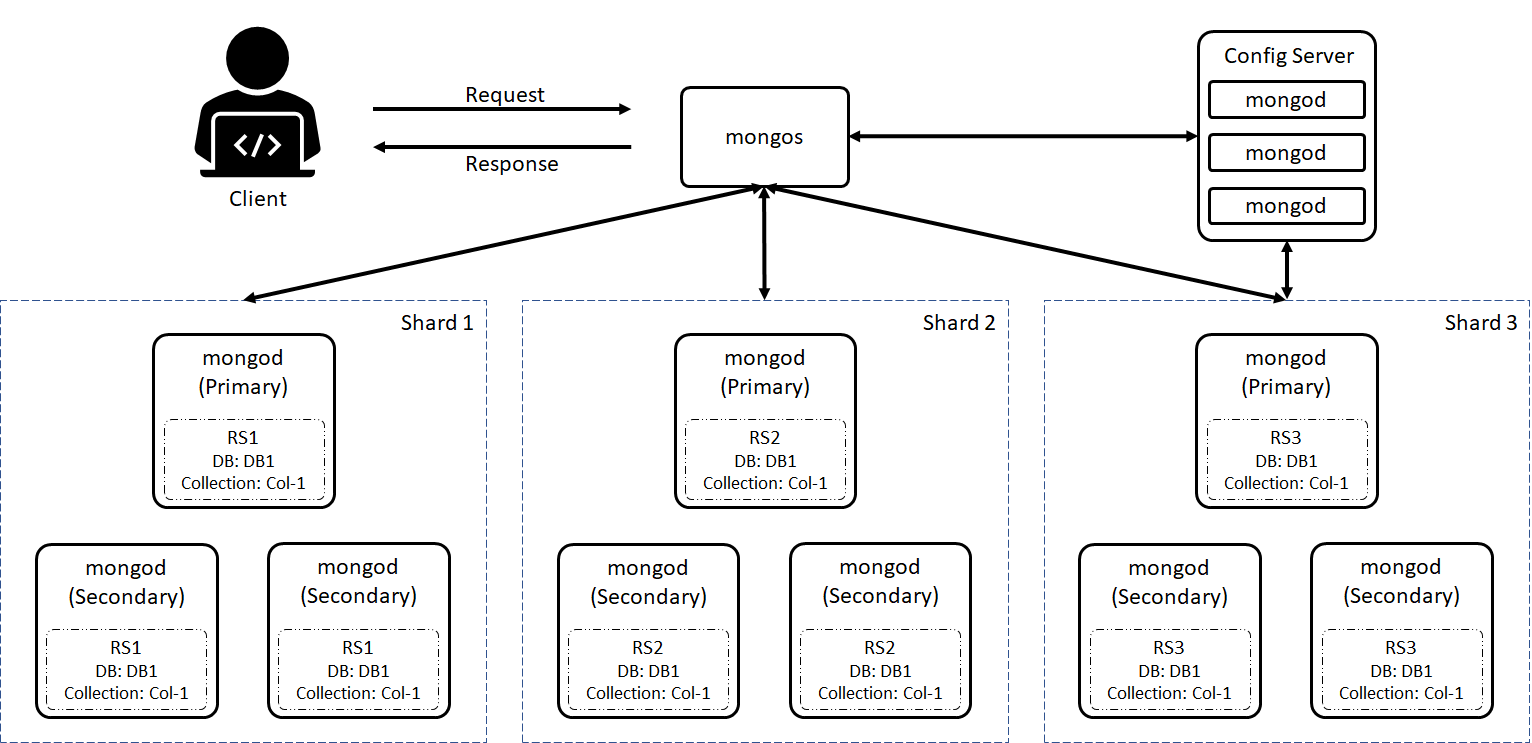 Client
</>
Request
Response
mongos
Config Server
mongod
mongod
mongod
Shard 1
mongod
(Primary)
RS1
DB: DB1
Collection: Col-1
mongod
(Secondary)
RS1
DB: DB1
Collection: Col-1
mongod
(Secondary)
RS1
DB: DB1
Collection: Col-1
Shard 2
mongod
(Primary)
RS2
DB: DB1
Collection: Col-1
mongod
(Secondary)
RS2
DB: DB1
Collection: Col-1
mongod
(Secondary)
RS2
DB: DB1
Collection: Col-1
Shard 3
mongod
(Primary)
RS3
DB: DB1
Collection: Col-1
mongod
(Secondary)
RS3
DB: DB1
Collection: Col-1
mongod
(Secondary)
RS3
DB: DB1
Collection: Col-1